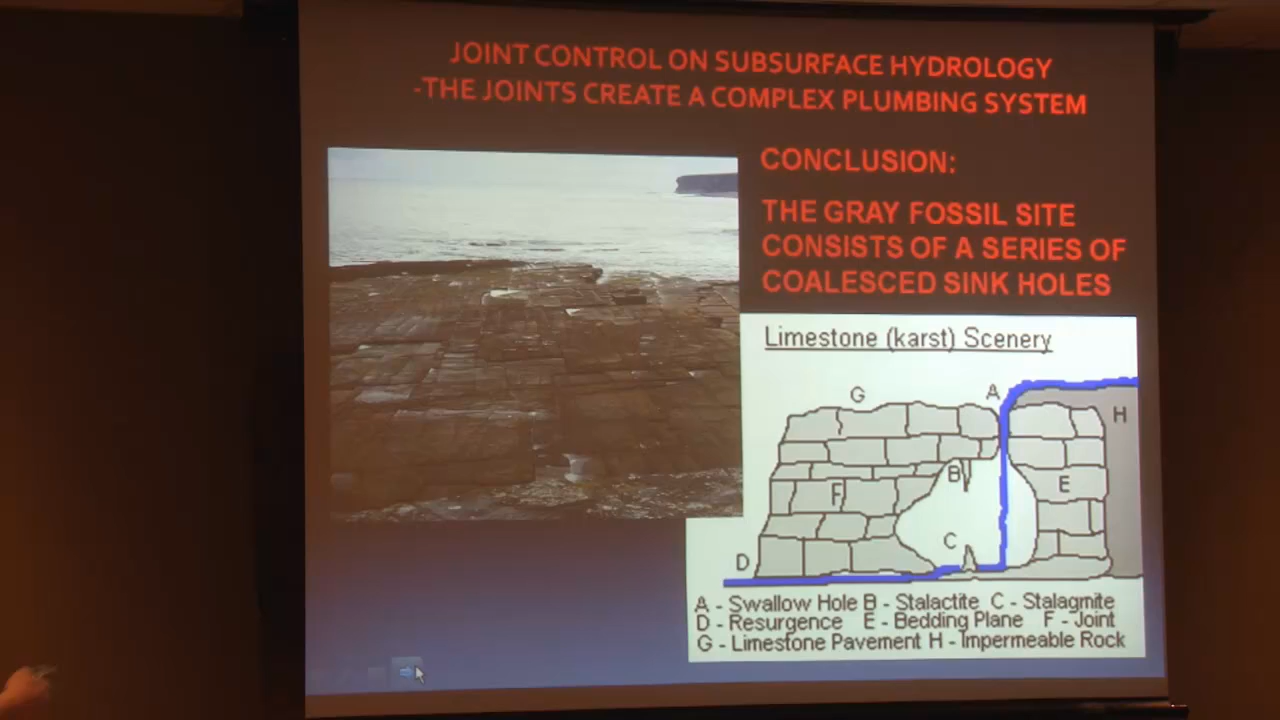 JOINT CONTROL ON SUBSURFACE HYDROLOGY
-THE JOINTS CREATE A COMPLEX PLUMBING SYSTEM
CONCLUSION:
THE GRAY FOSSIL SITE
CONSISTS OF A SERIES OF
COALESCED SINK HOLES
Limestone (karst) Scenery
G
A
H
B
F
E
C
D
A - Swallow Hole B - Stalactite C - Stalagmite
D - Resurgence E - Bedding Plane F - Joint
G - Limestone Pavement H - Impermeable Rock